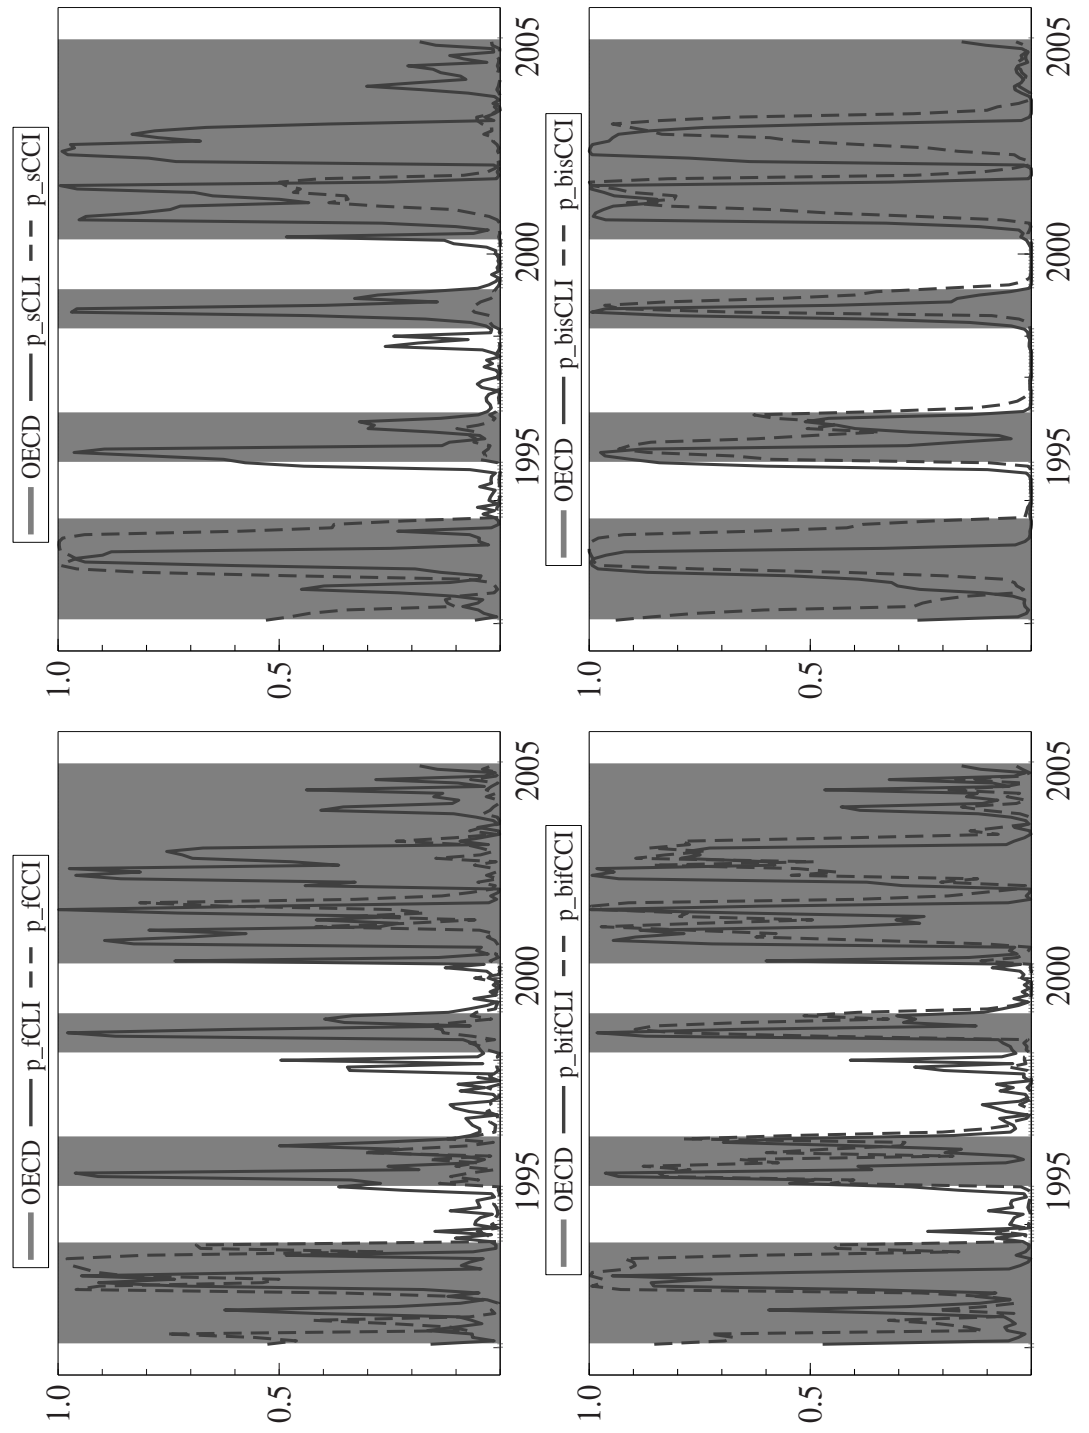 OECD p_fCLI p_fCCI
1.0
0.5
1995 2000 2005
OECD p_sCLI p_sCCI
1.0
0.5
1995 2000 2005
OECD p_bifCLI p_bifCCI
1.0
0.5
1995 2000 2005
OECD p_bisCLI p_bisCCI
1.0
0.5
1995 2000 2005